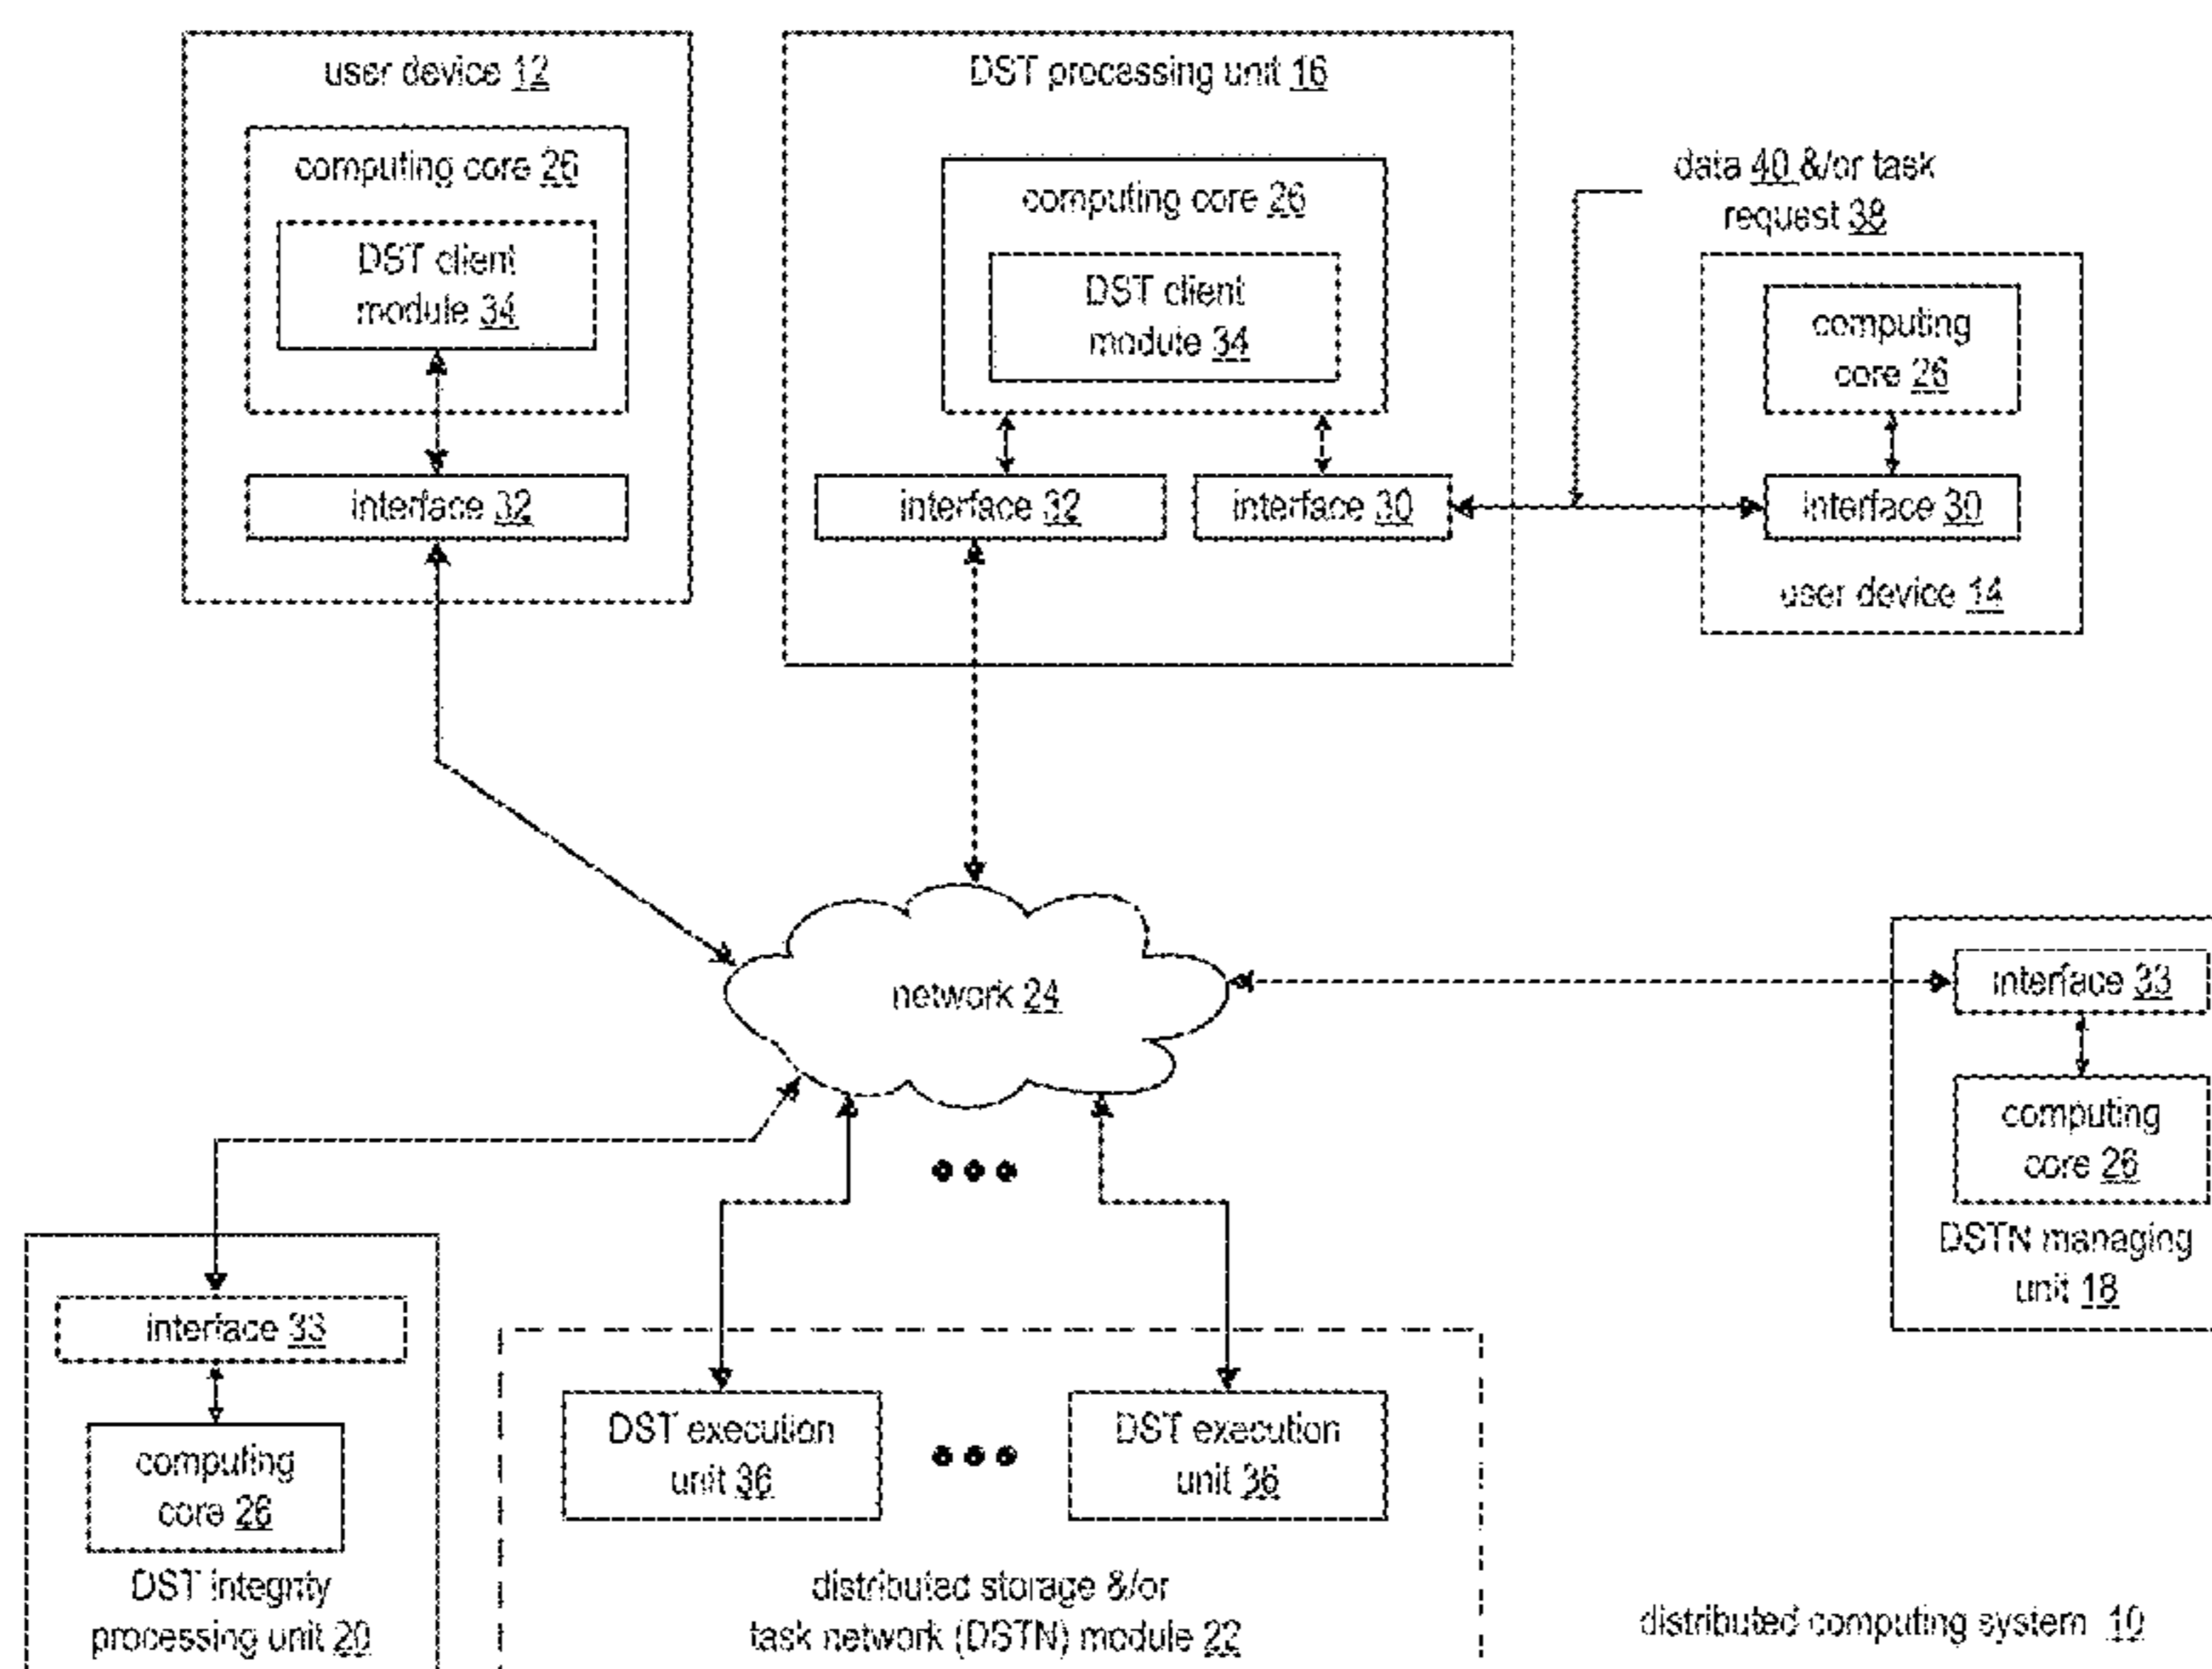 user device 12
computing core 26
DST client
module 34
interface 32
DST processing unit 16
computing core 26
DST client
module 34
interface 32
interface 30
data 40 &/or task
request 38
computing
core 26
interface 30
user device 14
network 24
interface 33
computing
core 26
DSTN managing
unit 18
interface 33
computing
core 26
DST integrity
processing unit 20
DST execution
unit 36
DST execution
unit 36
distributed storage &/or
task network (DSTN) module 22
distributed computing system 10